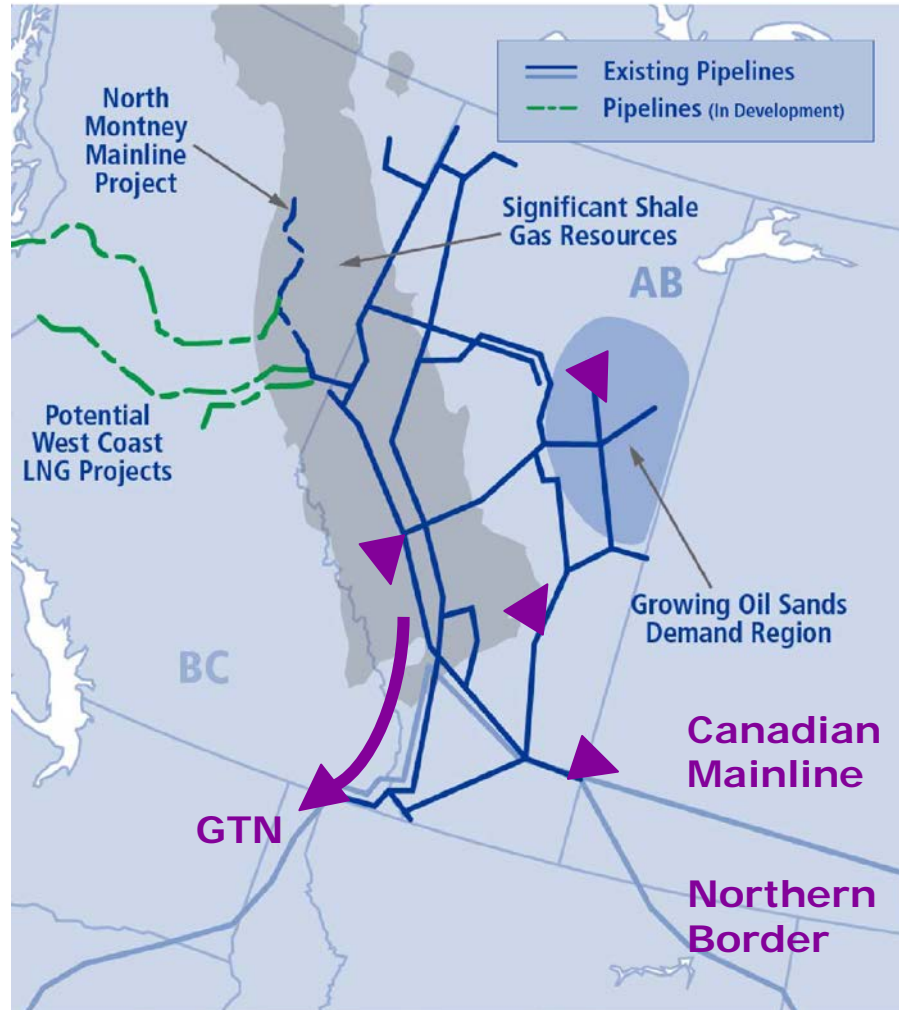 Existing Pipelines
Pipelines (In Development)
North
Montney
Mainline
Project
Significant Shale
Gas Resources
AB
Potential
West Coast
LNG Projects
Growing Oil Sands
Demand Region
BC
Canadian
Mainline
GTN
Northern
Border